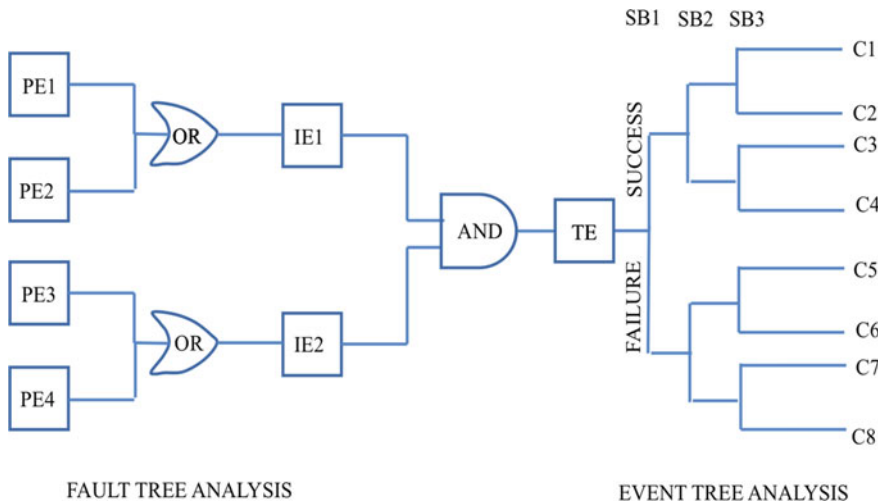 SB1 SB2 SB3
PE1
OR
IE1
PE2
SUCCESS
C1
C2
C3
C4
AND
TE
PE3
OR
IE2
PE4
FAILURE
C5
C6
C7
C8
FAULT TREE ANALYSIS
EVENT TREE ANALYSIS